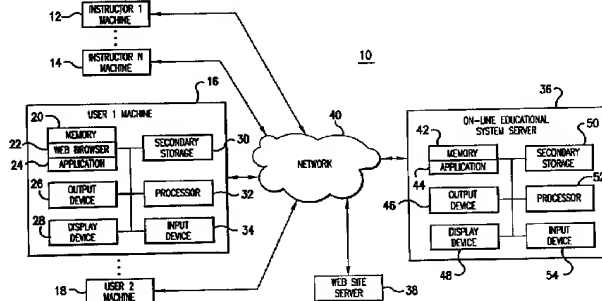 12
INSTRUCTOR 1
MACHINE
14
INSTRUCTOR N
MACHINE
10
16
USER 1 MACHINE
20
MEMORY
22
WEB BROWSER
24
APPLICATION
SECONDARY
STORAGE
30
26
OUTPUT
DEVICE
PROCESSOR
32
28
DISPLAY
DEVICE
INPUT
DEVICE
34
18
USER 2
MACHINE
40
NETWORK
WEB SITE
SERVER
38
36
ON-LINE EDUCATIONAL
SYSTEM SERVER
42
MEMORY
APPLICATION
44
SECONDARY
STORAGE
50
46
OUTPUT
DEVICE
PROCESSOR
52
DISPLAY
DEVICE
48
INPUT
DEVICE
54